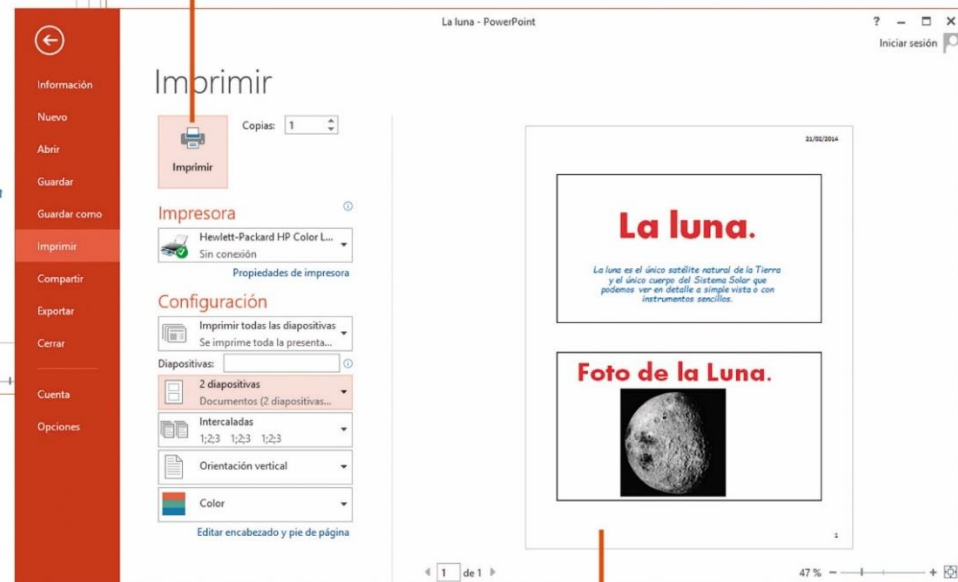 La luna - PowerPoint
?
Iniciar sesión
Información
Nuevo
Abrir
Guardar
Guardar como
Imprimir
Compartir
Exportar
Cerrar
Cuenta
Opciones
Imprimir
Imprimir
Copias: 1
Impresora
Hewlett-Packard HP Color L...
Sin conexión
Propiedades de impresora
Configuración
Imprimir todas las diapositivas
Se imprime toda la presenta...
Diapositivas:
2 diapositivas
Documentos (2 diapositivas...
Intercaladas
1;2;3 1;2;3 1;2;3
Orientación vertical
Color
Editar encabezado y pie de página
21/02/2014
La luna.
La luna es el único satélite natural de la Tierra
y el único cuerpo del Sistema Solar que
podemos ver en detalle a simple vista o con
instrumentos sencillos.
Foto de la Luna.
1
1 de 1
47 %